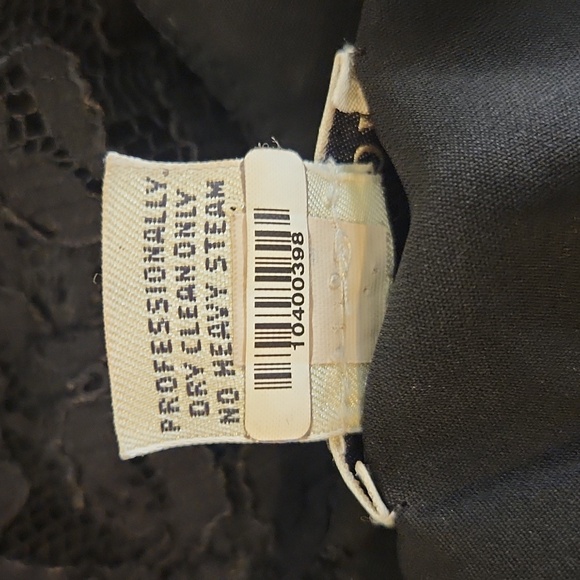 PROFESSIONALLY.
DRY CLEAN ONLY
NO HEAVY STEAM
10400398